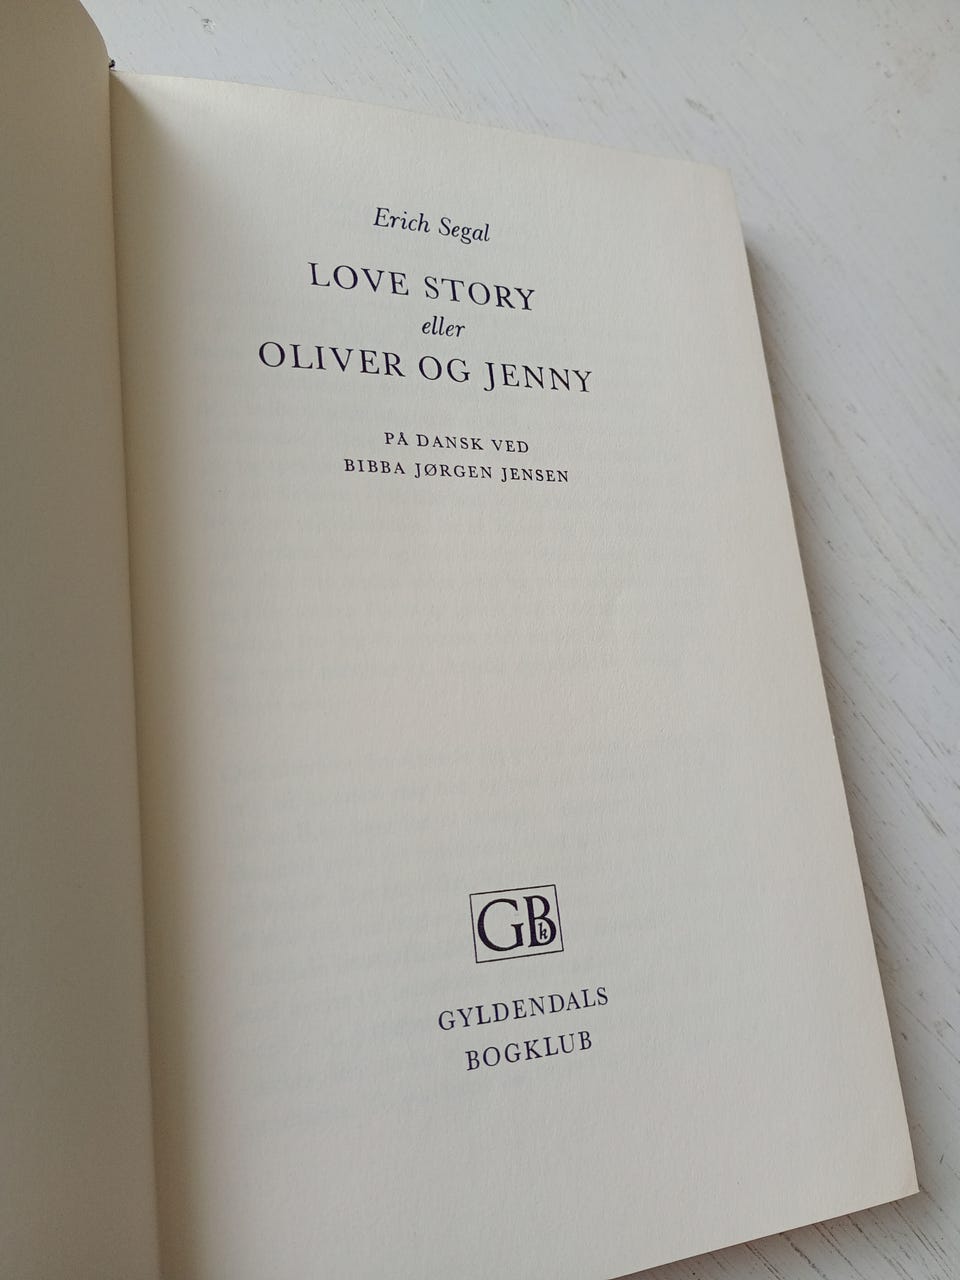 Erich Segal
LOVE STORY
eller
OLIVER OG JENNY
PÅ DANSK VED
BIBBA JØRGEN JENSEN
GBk
GYLDENDALS
BOGKLUB